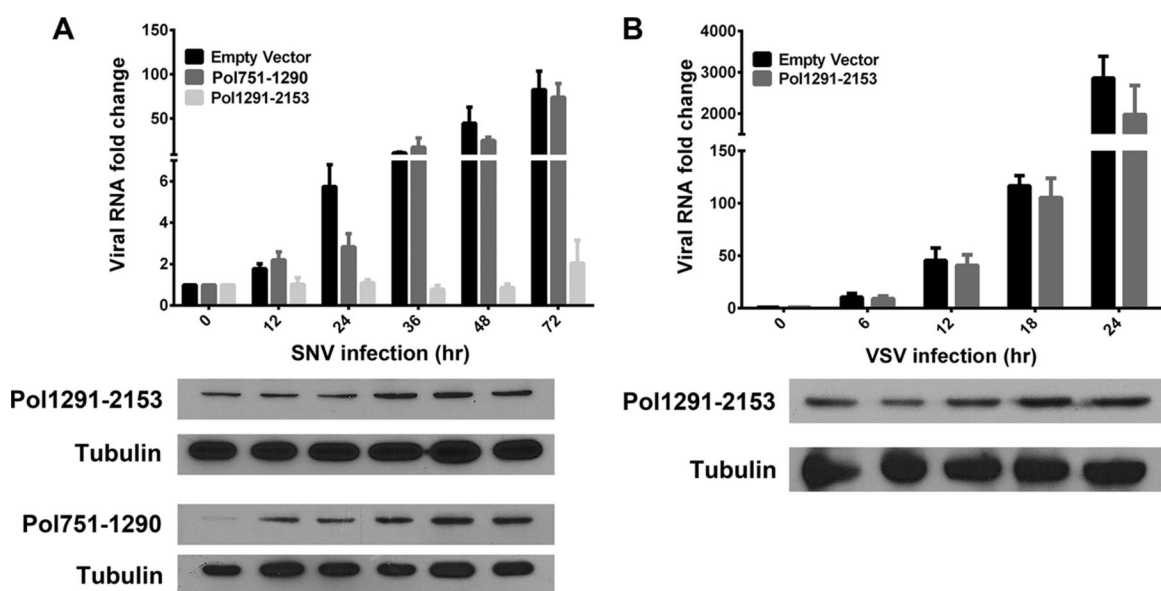 A
Viral RNA fold change
150
100
50
6
4
2
0
Empty Vector
Pol751-1290
Pol1291-2153
0 12 24 36 48 72
SNV infection (hr)
Pol1291-2153
Tubulin
Pol751-1290
Tubulin
B
Viral RNA fold change
4000
3000
2000
150
100
50
0
Empty Vector
Pol1291-2153
0 6 12 18 24
VSV infection (hr)
Pol1291-2153
Tubulin